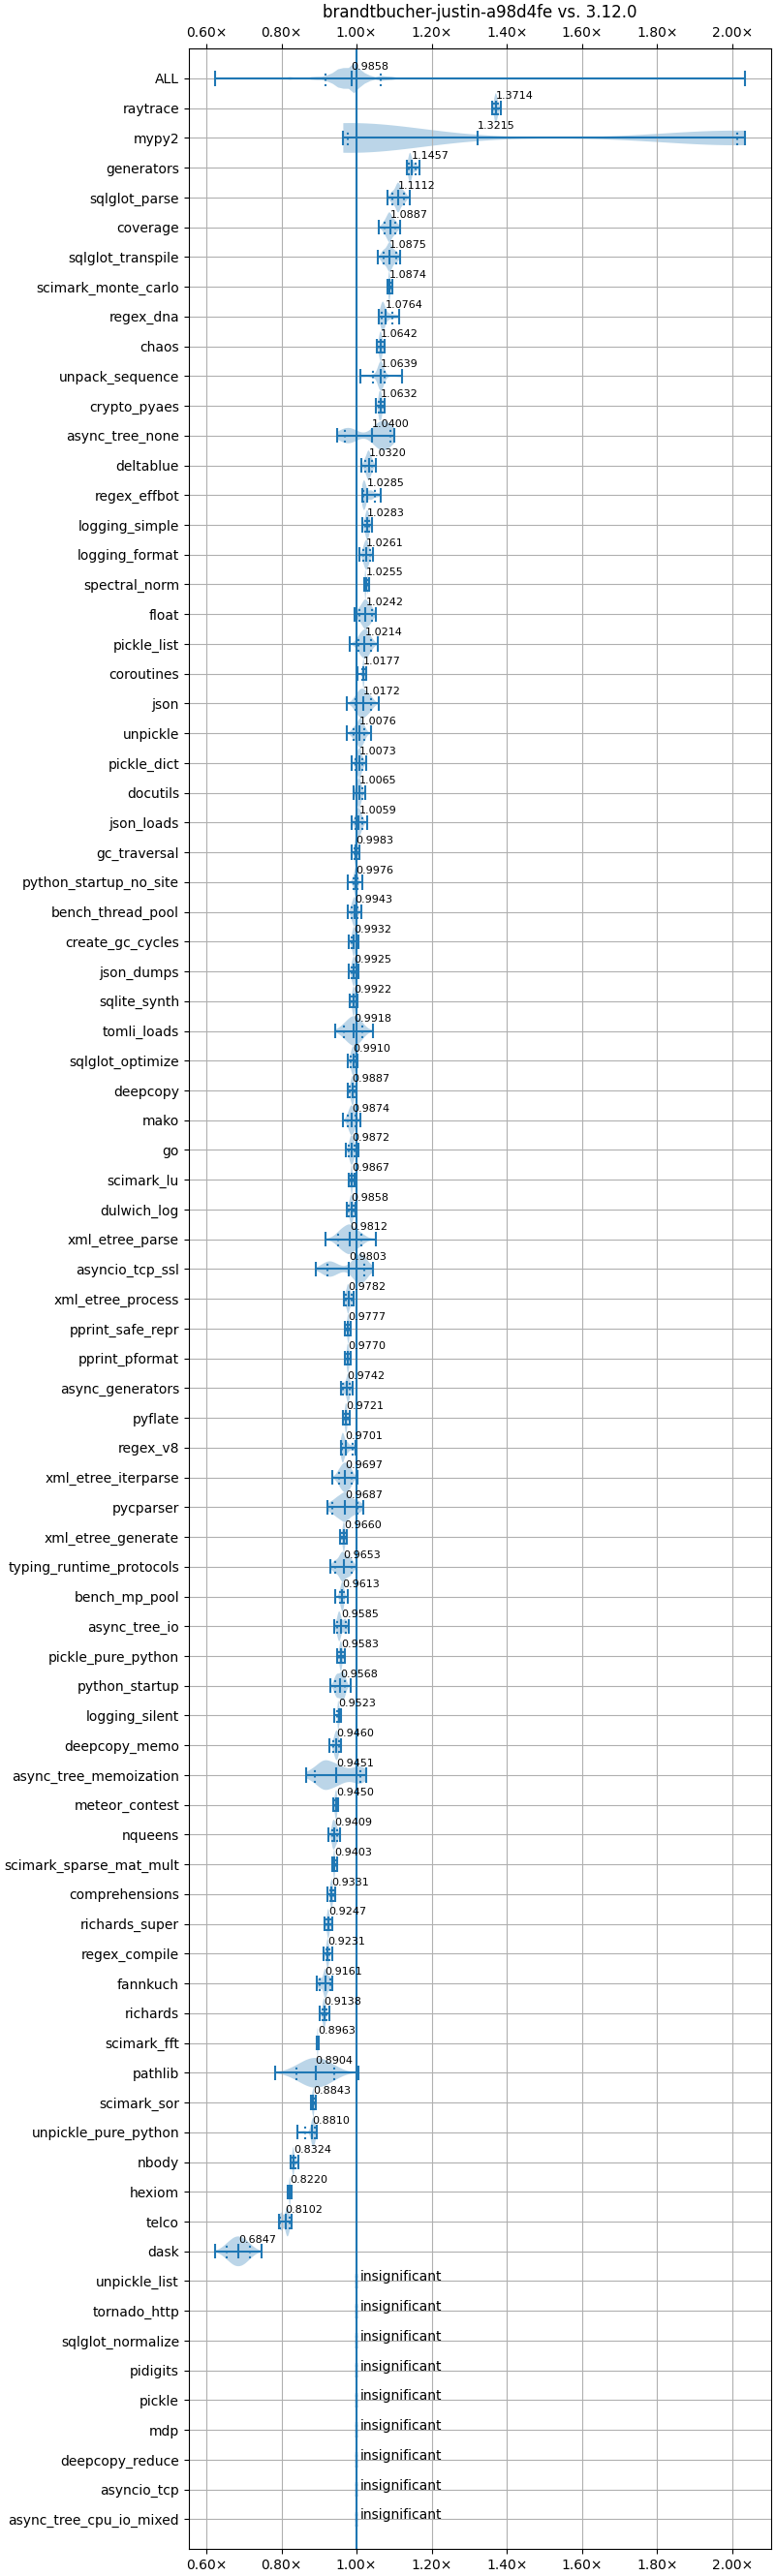 brandtbucher-justin-a98d4fe vs. 3.12.0
0.60× 0.80× 1.00× 1.20× 1.40× 1.60× 1.80× 2.00×
ALL 0.9858
raytrace 1.3714
mypy2 1.3215
generators 1.1457
sqlglot_parse 1.1112
coverage 1.0887
sqlglot_transpile 1.0875
scimark_monte_carlo 1.0874
regex_dna 1.0764
chaos 1.0642
unpack_sequence 1.0639
crypto_pyaes 1.0632
async_tree_none 1.0400
deltablue 1.0320
regex_effbot 1.0285
logging_simple 1.0283
logging_format 1.0261
spectral_norm 1.0255
float 1.0242
pickle_list 1.0214
coroutines 1.0177
json 1.0172
unpickle 1.0076
pickle_dict 1.0073
docutils 1.0065
json_loads 1.0059
gc_traversal 0.9983
python_startup_no_site 0.9976
bench_thread_pool 0.9943
create_gc_cycles 0.9932
json_dumps 0.9925
sqlite_synth 0.9922
tomli_loads 0.9918
sqlglot_optimize 0.9910
deepcopy 0.9887
mako 0.9874
go 0.9872
scimark_lu 0.9867
dulwich_log 0.9858
xml_etree_parse 0.9812
asyncio_tcp_ssl 0.9803
xml_etree_process 0.9782
pprint_safe_repr 0.9777
pprint_pformat 0.9770
async_generators 0.9742
pyflate 0.9721
regex_v8 0.9701
xml_etree_iterparse 0.9697
pycparser 0.9687
xml_etree_generate 0.9660
typing_runtime_protocols 0.9653
bench_mp_pool 0.9613
async_tree_io 0.9585
pickle_pure_python 0.9583
python_startup 0.9568
logging_silent 0.9523
deepcopy_memo 0.9460
async_tree_memoization 0.9451
meteor_contest 0.9450
nqueens 0.9409
scimark_sparse_mat_mult 0.9403
comprehensions 0.9331
richards_super 0.9247
regex_compile 0.9231
fannkuch 0.9161
richards 0.9138
scimark_fft 0.8963
pathlib 0.8904
scimark_sor 0.8843
unpickle_pure_python 0.8810
nbody 0.8324
hexiom 0.8220
telco 0.8102
dask 0.6847
unpickle_list insignificant
tornado_http insignificant
sqlglot_normalize insignificant
pidigits insignificant
pickle insignificant
mdp insignificant
deepcopy_reduce insignificant
asyncio_tcp insignificant
async_tree_cpu_io_mixed insignificant
0.60× 0.80× 1.00× 1.20× 1.40× 1.60× 1.80× 2.00×